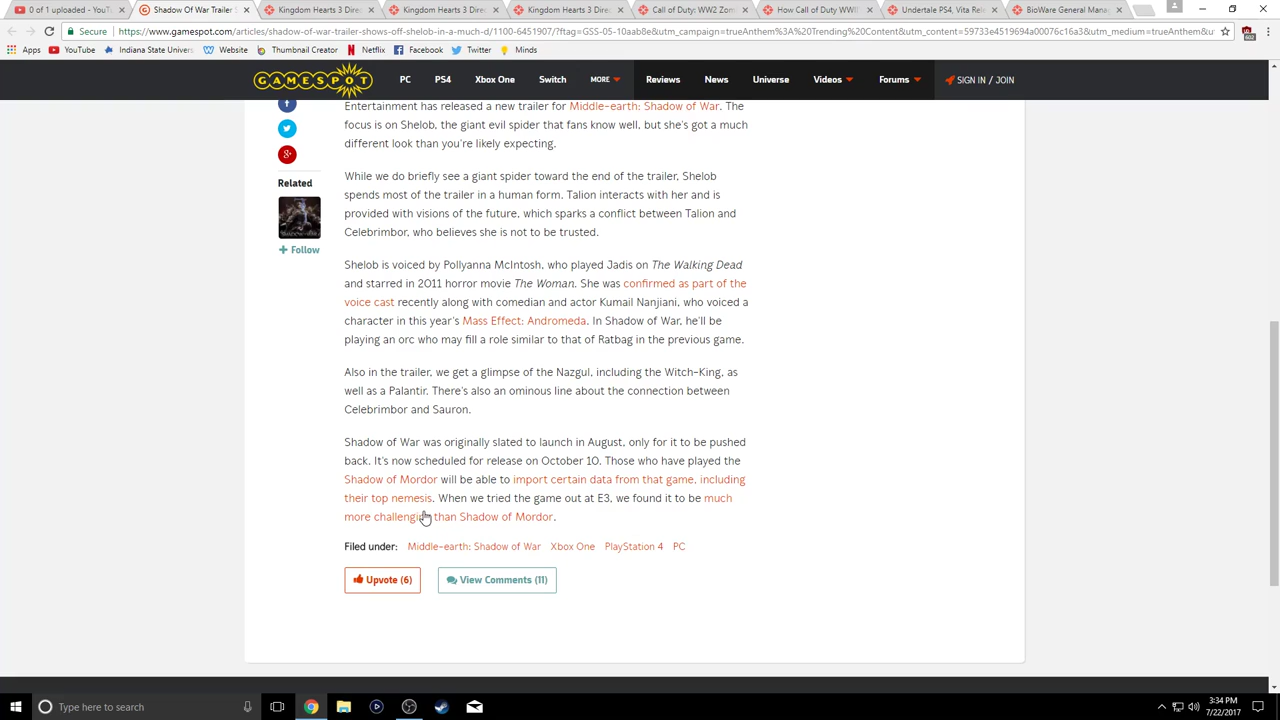 0 of 1 uploaded - YouTu
Shadow Of War Trailer S
Kingdom Hearts 3 Direc
Kingdom Hearts 3 Direc
Kingdom Hearts 3 Direc
Call of Duty: WW2 Zom
How Call of Duty WWII
Undertale PS4, Vita Rele
BioWare General Mana
Secure
https://www.gamespot.com/articles/shadow-of-war-trailer-shows-off-shelob-in-a-much-d/1100-6451907/?ftag=GSS-05-10aab8e&utm_campaign=trueAnthem%3A%20Trending%20Content&utm_content=59733e4519694a00076c16a3&utm_medium=trueAnthem&ut
Apps
YouTube
Indiana State Univers
Website
Thumbnail Creator
Netflix
Facebook
Twitter
Minds
GAMESPOT
PC
PS4
Xbox One
Switch
MORE
Reviews
News
Universe
Videos
Forums
SIGN IN / JOIN
Entertainment has released a new trailer for Middle-earth: Shadow of War. The
focus is on Shelob, the giant evil spider that fans know well, but she's got a much
different look than you're likely expecting.
Related
Follow
While we do briefly see a giant spider toward the end of the trailer, Shelob
spends most of the trailer in a human form. Talion interacts with her and is
provided with visions of the future, which sparks a conflict between Talion and
Celebrimbor, who believes she is not to be trusted.
Shelob is voiced by Pollyanna McIntosh, who played Jadis on The Walking Dead
and starred in 2011 horror movie The Woman. She was confirmed as part of the
voice cast recently along with comedian and actor Kumail Nanjiani, who voiced a
character in this year's Mass Effect: Andromeda. In Shadow of War, he'll be
playing an orc who may fill a role similar to that of Ratbag in the previous game.
Also in the trailer, we get a glimpse of the Nazgul, including the Witch-King, as
well as a Palantir. There's also an ominous line about the connection between
Celebrimbor and Sauron.
Shadow of War was originally slated to launch in August, only for it to be pushed
back. It's now scheduled for release on October 10. Those who have played the
Shadow of Mordor will be able to import certain data from that game, including
their top nemesis. When we tried the game out at E3, we found it to be much
more challenging than Shadow of Mordor.
Filed under: Middle-earth: Shadow of War Xbox One PlayStation 4 PC
Upvote (6)
View Comments (11)
Type here to search
3:34 PM
7/22/2017